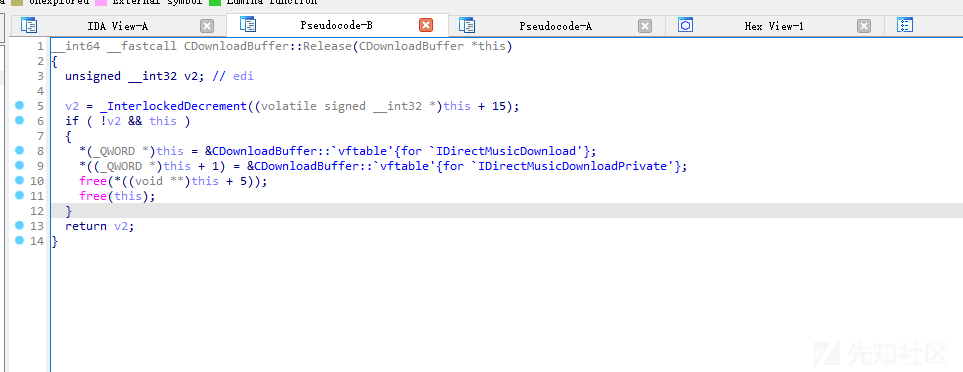 Unexplored External symbol Lumina function
IDA View-A Pseudocode-B Pseudocode-A Hex View-1
1 __int64 __fastcall CDownloadBuffer::Release(CDownloadBuffer *this)
2 {
3 unsigned __int32 v2; // edi
4
5 v2 = _InterlockedDecrement((volatile signed __int32 *)this + 15);
6 if ( !v2 && this )
7 {
8 *(_QWORD *)this = &CDownloadBuffer::`vftable'{for `IDirectMusicDownload'};
9 *((_QWORD *)this + 1) = &CDownloadBuffer::`vftable'{for `IDirectMusicDownloadPrivate'};
10 free(*((void **)this + 5));
11 free(this);
12 }
13 return v2;
14 }
先知社区